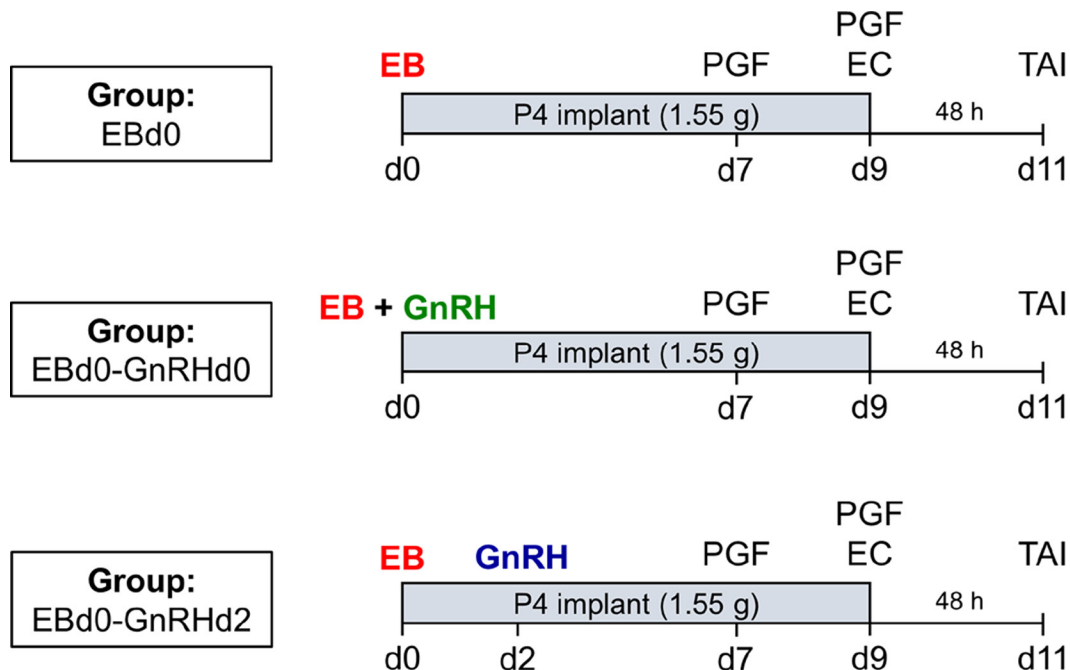 Group:
EBd0
EB
PGF
PGF
EC
TAI
P4 implant (1.55 g)
48 h
d0
d7
d9
d11
Group:
EBd0-GnRHd0
EB + GnRH
PGF
PGF
EC
TAI
P4 implant (1.55 g)
48 h
d0
d7
d9
d11
Group:
EBd0-GnRHd2
EB
GnRH
PGF
PGF
EC
TAI
P4 implant (1.55 g)
48 h
d0
d2
d7
d9
d11